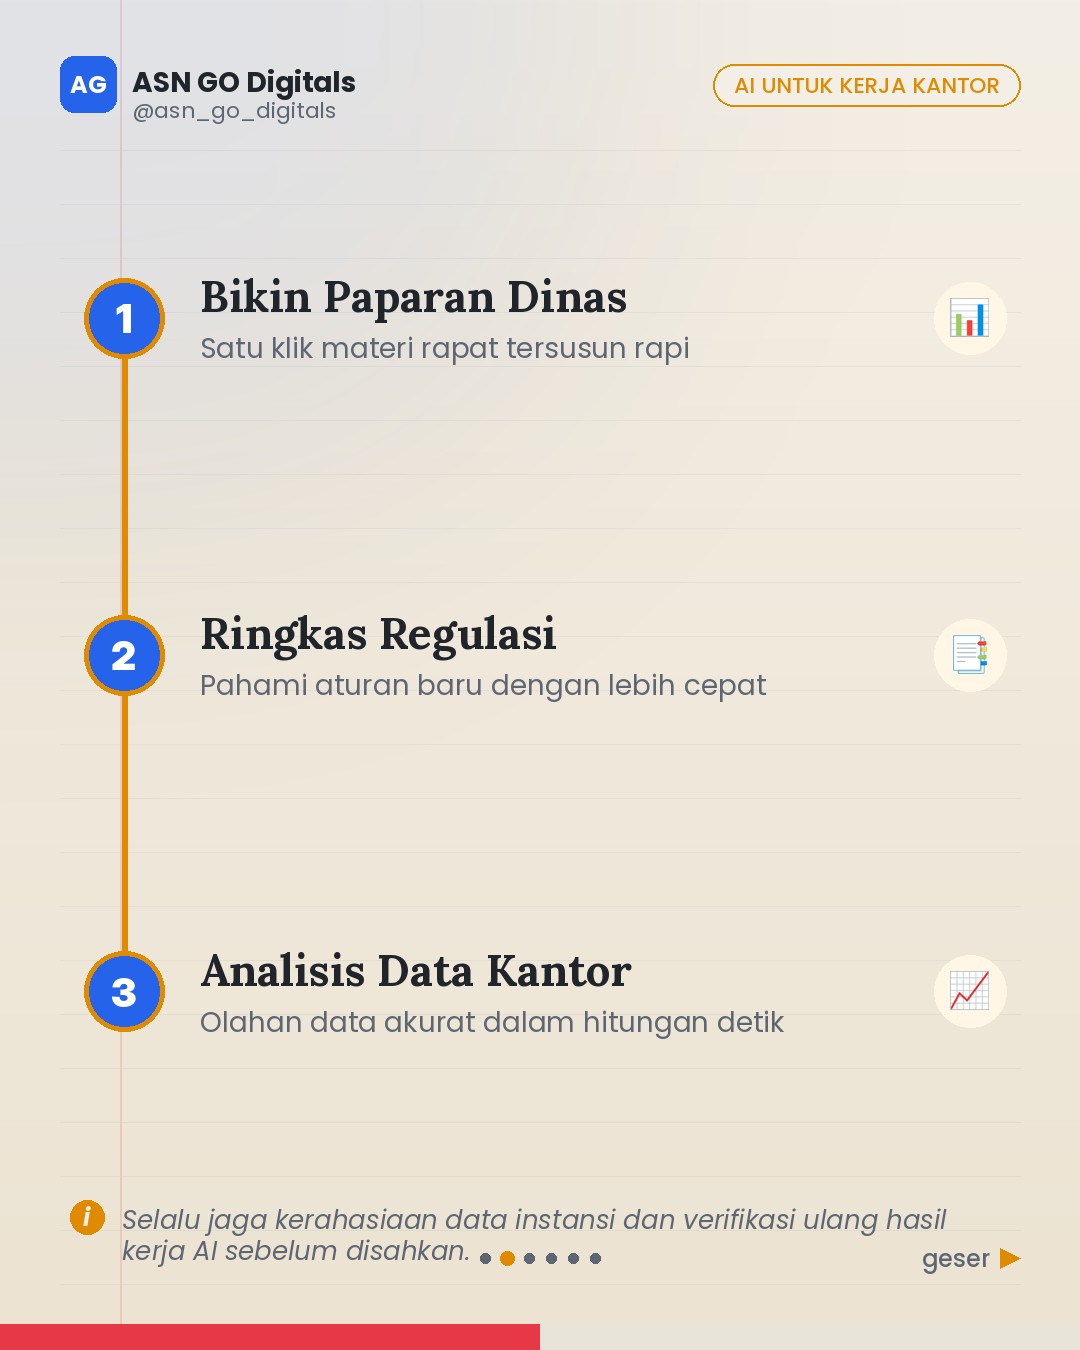 AG
ASN GO Digitals
@asn_go_digitals
AI UNTUK KERJA KANTOR
1
Bikin Paparan Dinas
Satu klik materi rapat tersusun rapi
2
Ringkas Regulasi
Pahami aturan baru dengan lebih cepat
3
Analisis Data Kantor
Olahan data akurat dalam hitungan detik
i
Selalu jaga kerahasiaan data instansi dan verifikasi ulang hasil
kerja AI sebelum disahkan.
geser